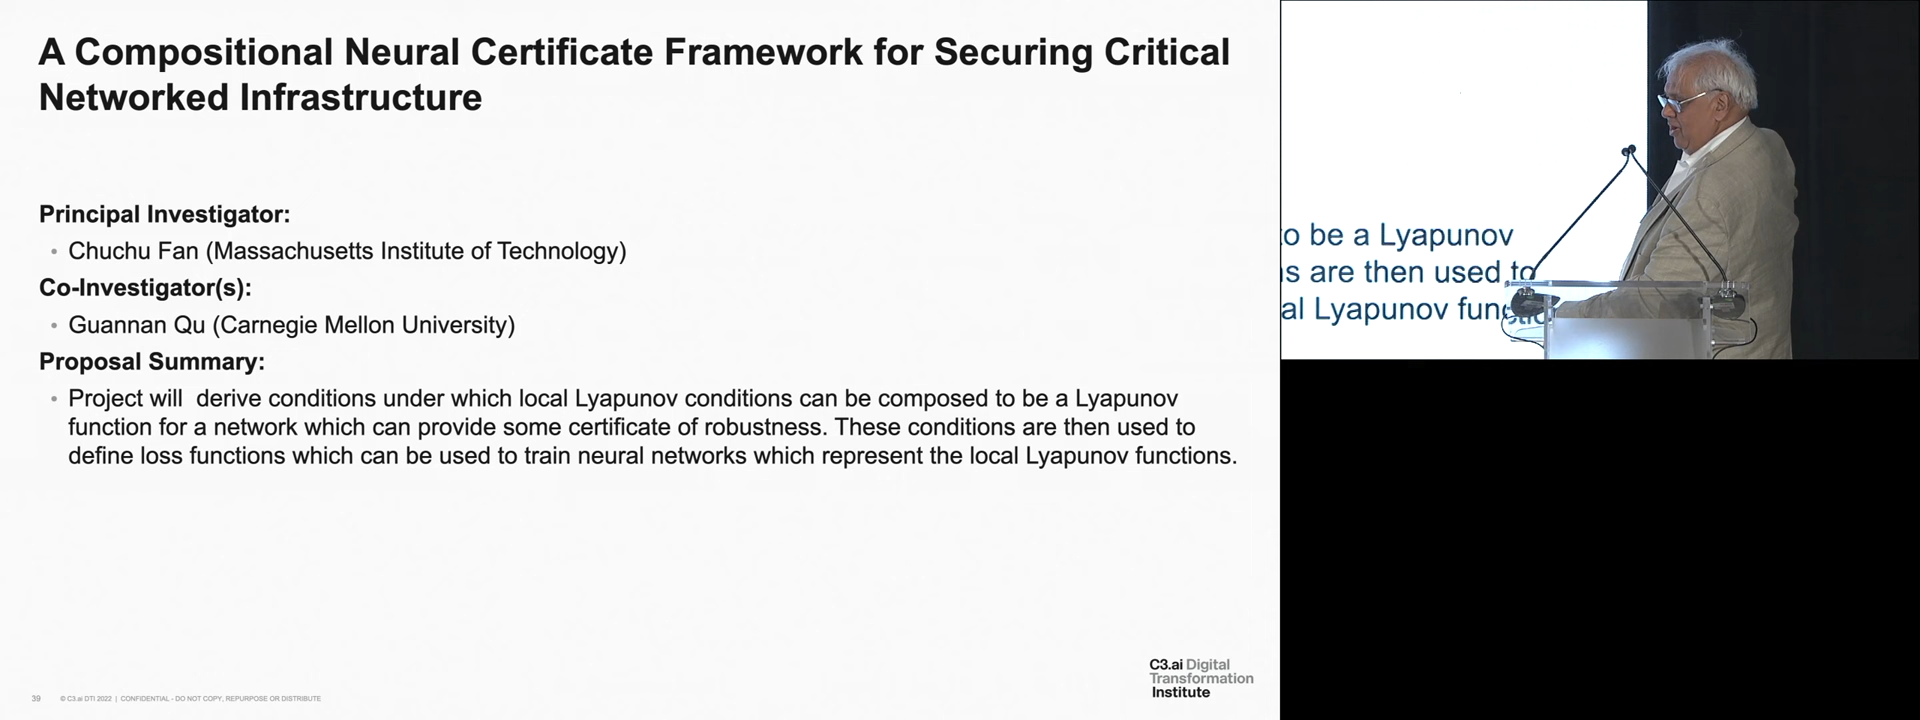 A Compositional Neural Certificate Framework for Securing Critical
Networked Infrastructure
Principal Investigator:
• Chuchu Fan (Massachusetts Institute of Technology)
Co-Investigator(s):
• Guannan Qu (Carnegie Mellon University)
Proposal Summary:
• Project will derive conditions under which local Lyapunov conditions can be composed to be a Lyapunov
function for a network which can provide some certificate of robustness. These conditions are then used to
define loss functions which can be used to train neural networks which represent the local Lyapunov functions.
C3.ai Digital
Transformation
Institute
39 © C3.ai DTI 2022 | CONFIDENTIAL - DO NOT COPY, REPURPOSE OR DISTRIBUTE
to be a Lyapunov
are then used to
al Lyapunov